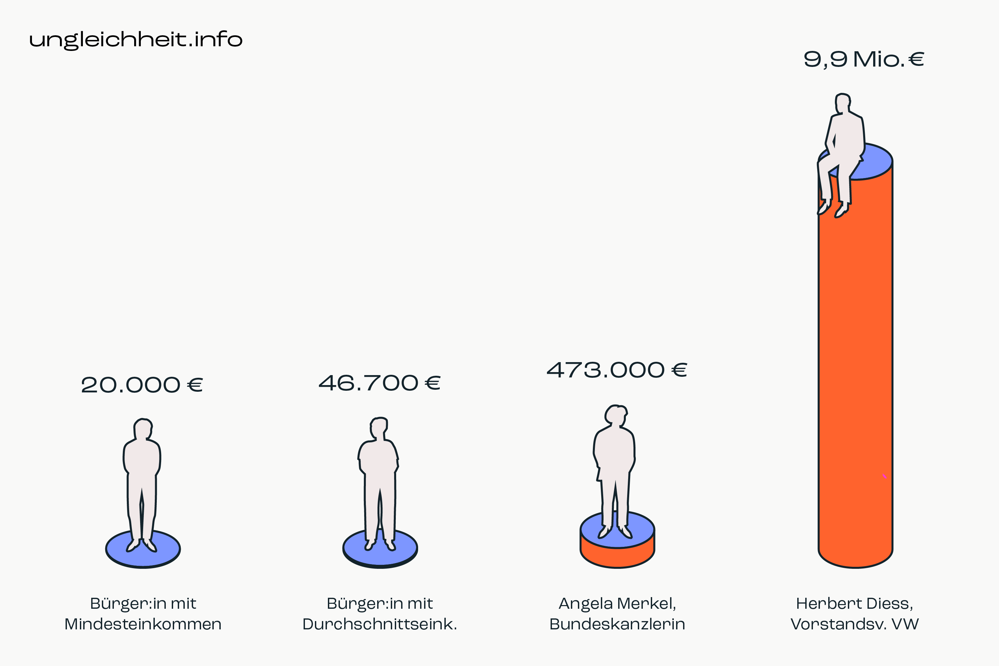 ungleichheit.info
20.000 €
46.700 €
473.000 €
9,9 Mio. €
Bürger:in mit
Mindesteinkommen
Bürger:in mit
Durchschnittseink.
Angela Merkel,
Bundeskanzlerin
Herbert Diess,
Vorstandsv. VW